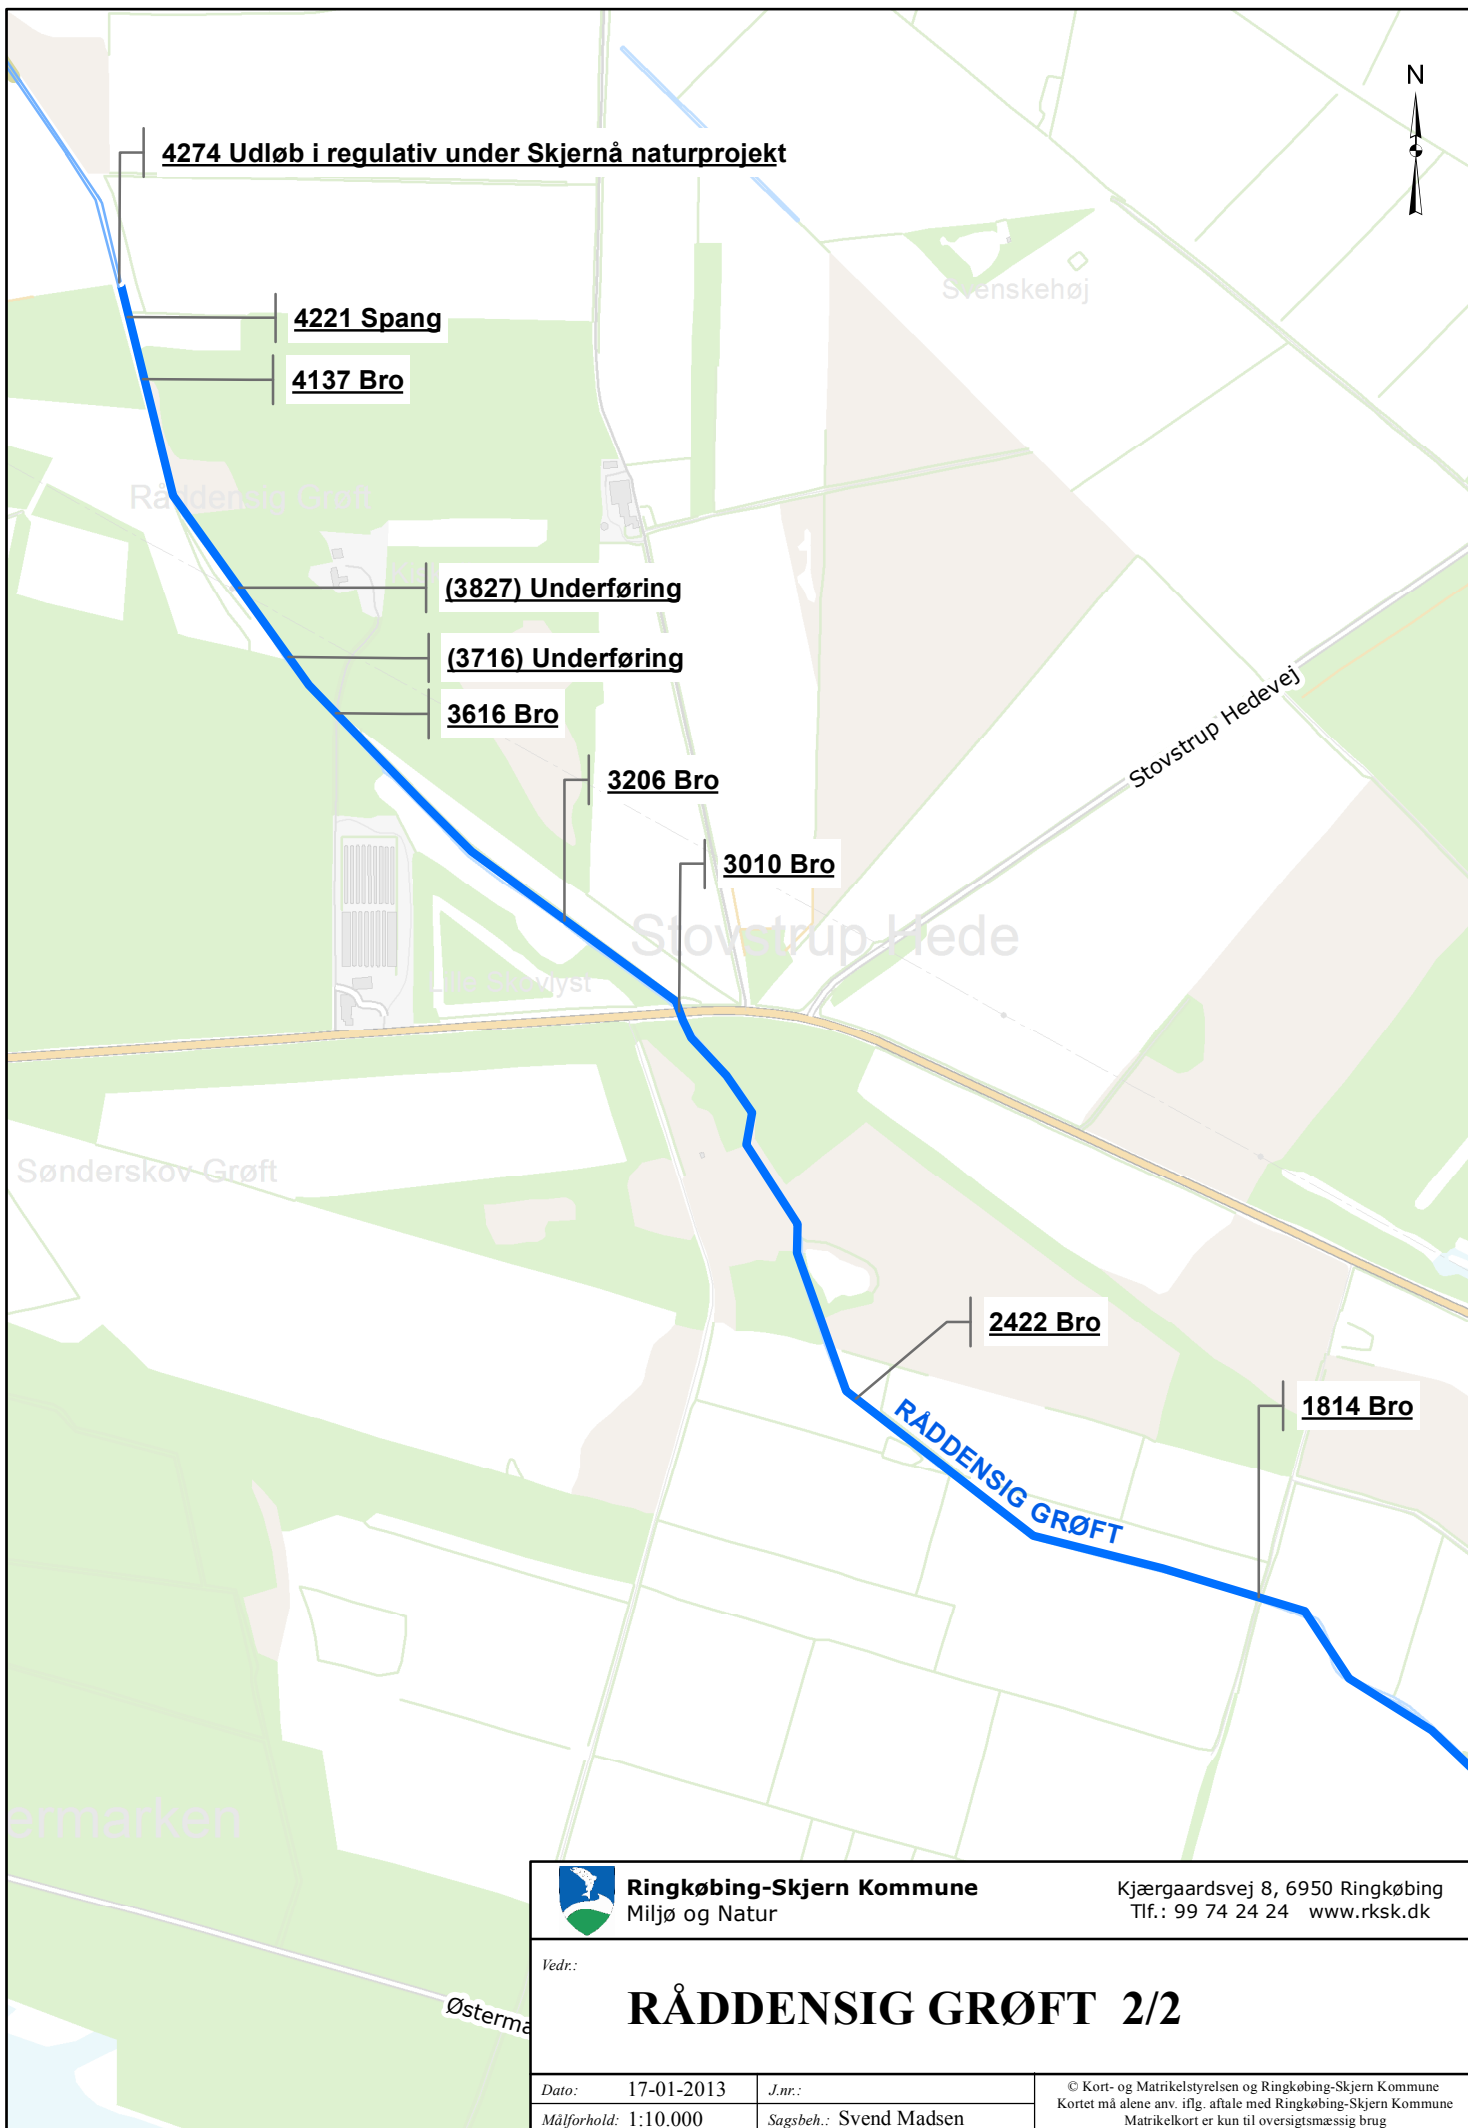 N
4274 Udløb i regulativ under Skjernå naturprojekt
Svenskehøj
4221 Spang
4137 Bro
Råddensig Grøft
(3827) Underføring
(3716) Underføring
3616 Bro
Stovstrup Hedevej
3206 Bro
3010 Bro
Stovstrup Hede
Sønderskov Grøft
2422 Bro
1814 Bro
RÅDDENSIG GRØFT
ermarken
Østerma
Ringkøbing-Skjern Kommune
Miljø og Natur
Kjærgaardsvej 8, 6950 Ringkøbing
Tlf.: 99 74 24 24 www.rksk.dk
Vedr.:
RÅDDENSIG GRØFT 2/2
Dato: 17-01-2013
J.nr.:
Målforhold: 1:10.000
Sagsbeh.: Svend Madsen
© Kort- og Matrikelstyrelsen og Ringkøbing-Skjern Kommune
Kortet må alene anv. iflg. aftale med Ringkøbing-Skjern Kommune
Matrikelkort er kun til oversigtsmæssig brug